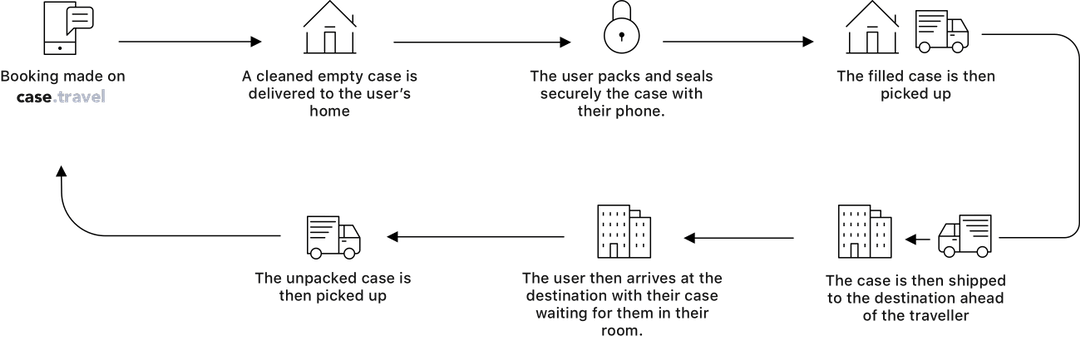 Booking made on
case.travel
A cleaned empty case is
delivered to the user's
home
The user packs and seals
securely the case with
their phone.
The filled case is then
picked up
The case is then shipped
to the destination ahead
of the traveller
The user then arrives at the
destination with their case
waiting for them in their
room.
The unpacked case is
then picked up